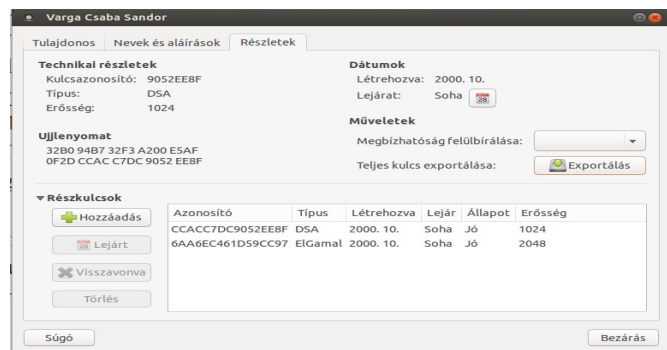 Varga Csaba Sandor
Tulajdonos Nevek és aláírások Részletek
Technikai részletek
Kulcsazonosító: 9052EE8F
Típus: DSA
Erősség: 1024
Ujjlenyomat
32B0 94B7 32F3 A200 E5AF
0F2D CCAC C7DC 9052 EE8F
Dátumok
Létrehozva: 2000. 10.
Lejárat: Soha 28
Műveletek
Megbízhatóság felülbírálása:
Teljes kulcs exportálása: Exportálás
Részkulcsok
Hozzáadás
28 Lejárt
Visszavonva
Törlés
Azonosító Típus Létrehozva Lejár Állapot Erősség
CCACC7DC9052EE8F DSA 2000. 10. Soha Jó 1024
6AA6EC461D59CC97 ElGamal 2000. 10. Soha Jó 2048
Súgó Bezárás